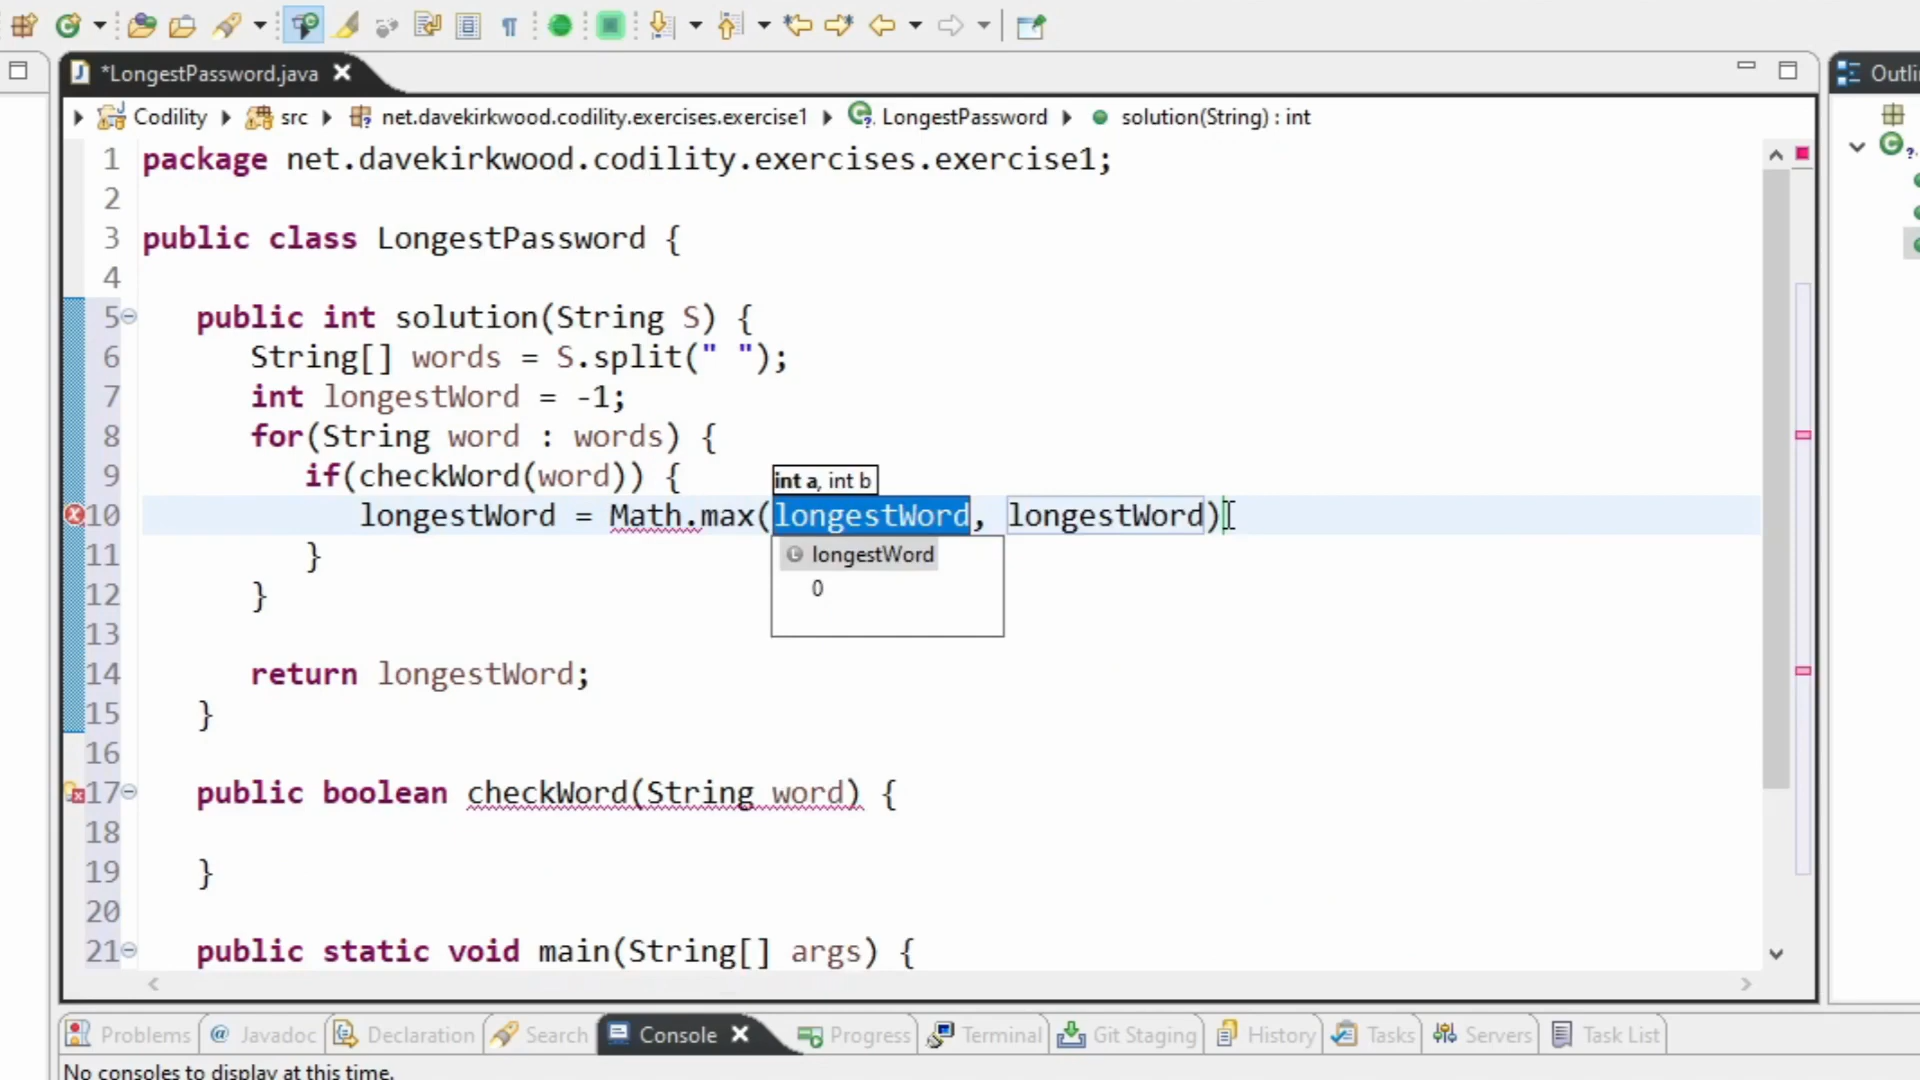 *LongestPassword.java
Outlin
Codility src net.davekirkwood.codility.exercises.exercise1 LongestPassword solution(String) : int
1 package net.davekirkwood.codility.exercises.exercise1;
2
3 public class LongestPassword {
4
5 public int solution(String S) {
6 String[] words = S.split(" ");
7 int longestWord = -1;
8 for(String word : words) {
9 if(checkWord(word)) {
int a, int b
10 longestWord = Math.max(longestWord, longestWord)
longestWord
0
11 }
12 }
13
14 return longestWord;
15 }
16
17 public boolean checkWord(String word) {
18
19 }
20
21 public static void main(String[] args) {
Problems Javadoc Declaration Search Console Progress Terminal Git Staging History Tasks Servers Task List
No consoles to display at this time.